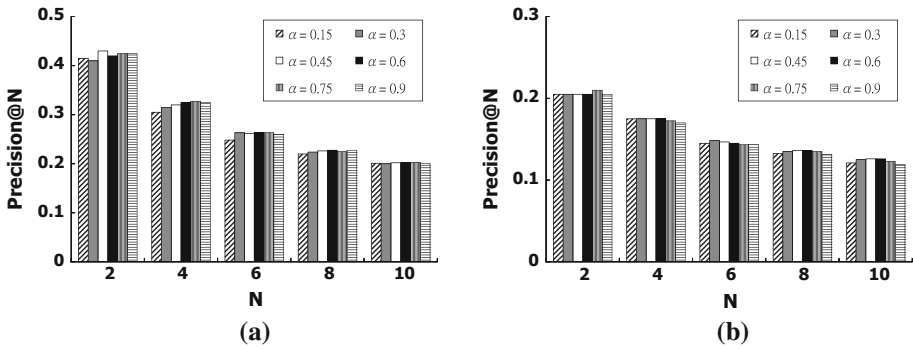 0.5
0.4
0.3
0.2
0.1
0
Precision@N
α = 0.15 α = 0.3
α = 0.45 α = 0.6
α = 0.75 α = 0.9
2 4 6 8 10
N
(a)
0.3
0.2
0.1
0
Precision@N
α = 0.15 α = 0.3
α = 0.45 α = 0.6
α = 0.75 α = 0.9
2 4 6 8 10
N
(b)